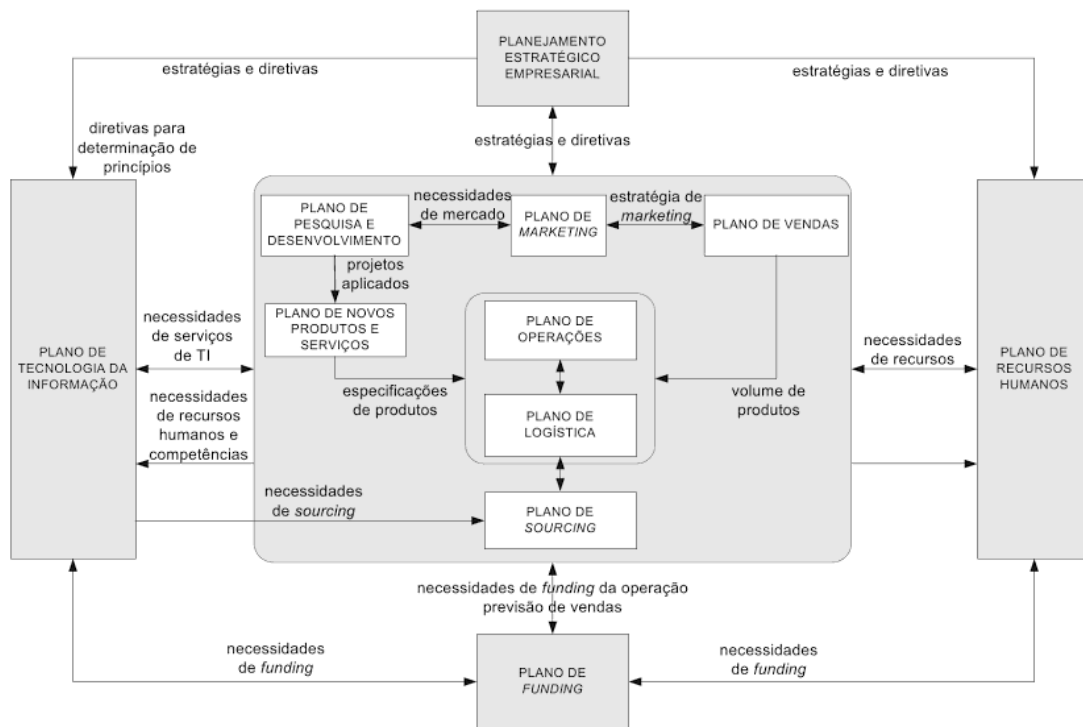 PLANEJAMENTO
ESTRATÉGICO
EMPRESARIAL
estratégias e diretivas
estratégias e diretivas
diretivas para
determinação de
princípios
estratégias e diretivas
PLANO DE
PESQUISA E
DESENVOLVIMENTO
necessidades
de mercado
PLANO DE
MARKETING
estratégia de
marketing
PLANO DE VENDAS
projetos
aplicados
PLANO DE NOVOS
PRODUTOS E
SERVIÇOS
PLANO DE
OPERAÇÕES
necessidades
de serviços
de TI
PLANO DE
TECNOLOGIA DA
INFORMAÇÃO
necessidades
de recursos
PLANO DE
RECURSOS
HUMANOS
especificações
de produtos
volume de
produtos
PLANO DE
LOGÍSTICA
necessidades
de recursos
humanos e
competências
necessidades
de sourcing
PLANO DE
SOURCING
necessidades de funding da operação
previsão de vendas
necessidades
de funding
PLANO DE
FUNDING
necessidades
de funding